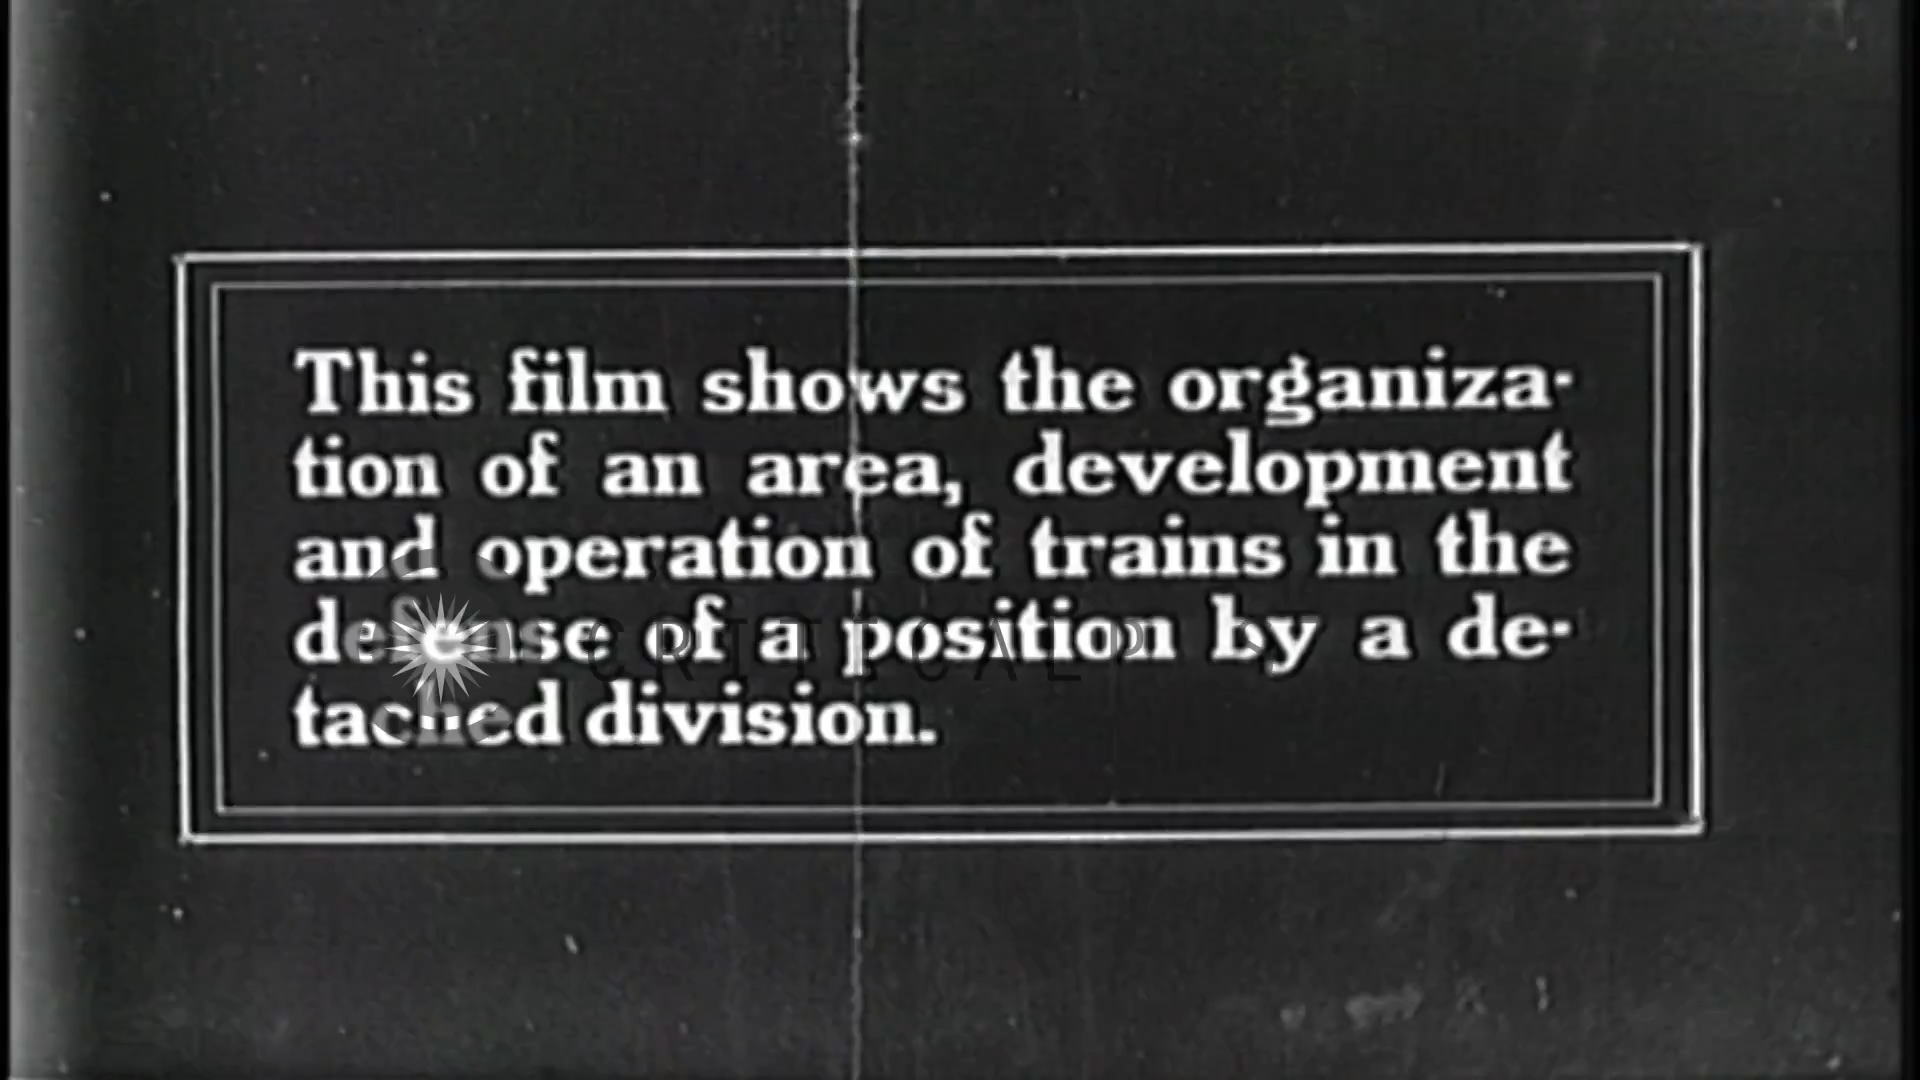 This film shows the organiza-
tion of an area, development
and operation of trains in the
defense of a position by a de-
tached division.
CRITICALP